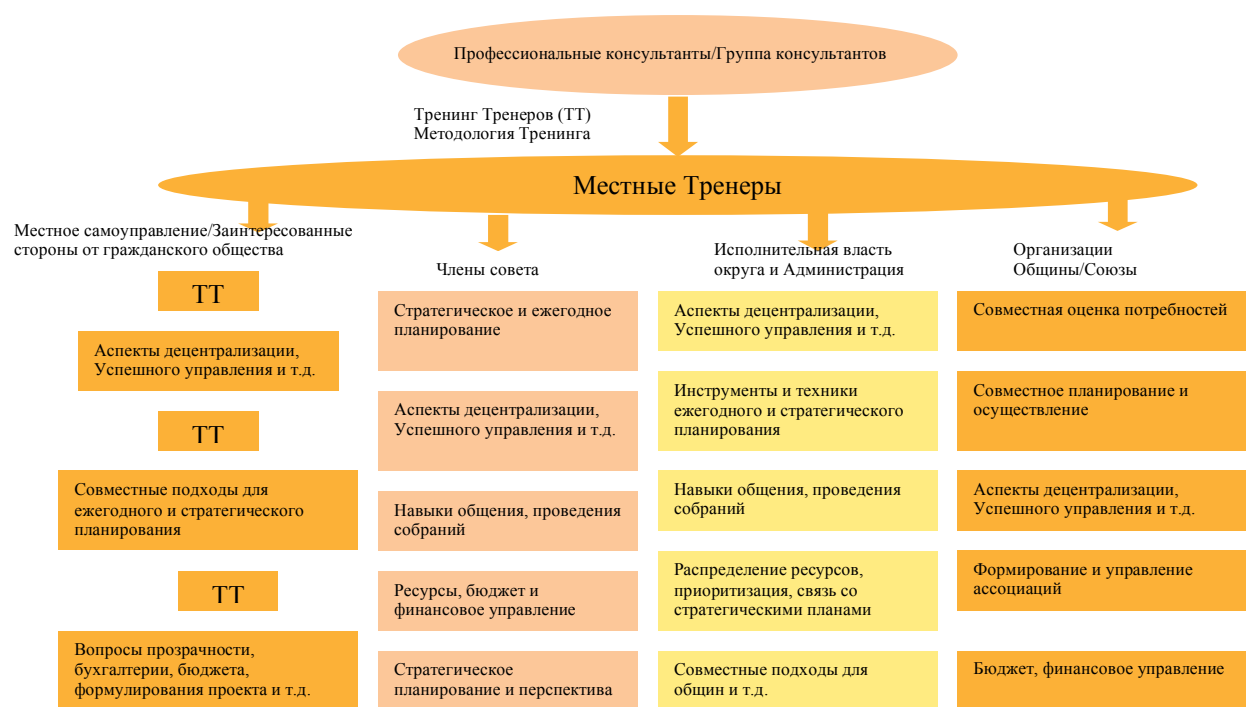 Профессиональные консультанты/Группа консультантов
Тренинг Тренеров (ТТ)
Методология Тренинга
Местные Тренеры
Местное самоуправление/Заинтересованные
стороны от гражданского общества
ТТ
Аспекты децентрализации,
Успешного управления и т.д.
ТТ
Совместные подходы для
ежегодного и стратегического
планирования
ТТ
Вопросы прозрачности,
бухгалтерии, бюджета,
формулирования проекта и т.д.
Члены совета
Стратегическое и ежегодное
планирование
Аспекты децентрализации,
Успешного управления и т.д.
Навыки общения, проведения
собраний
Ресурсы, бюджет и
финансовое управление
Стратегическое
планирование и перспектива
Исполнительная власть
округа и Администрация
Аспекты децентрализации,
Успешного управления и т.д.
Инструменты и техники
ежегодного и стратегического
планирования
Навыки общения, проведения
собраний
Распределение ресурсов,
приоритизация, связь со
стратегическими планами
Совместные подходы для
общин и т.д.
Организации
Общины/Союзы
Совместная оценка потребностей
Совместное планирование и
осуществление
Аспекты децентрализации,
Успешного управления и т.д.
Формирование и управление
ассоциаций
Бюджет, финансовое управление